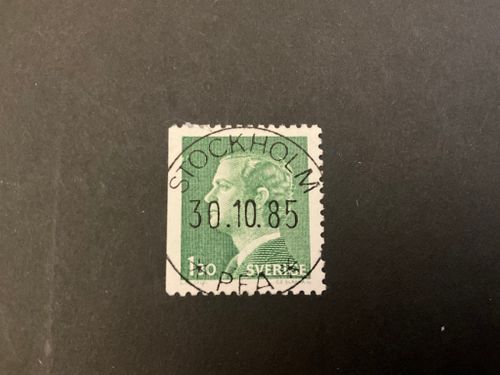 STOCKHOLM
30.10.85
SVERIGE
PFA